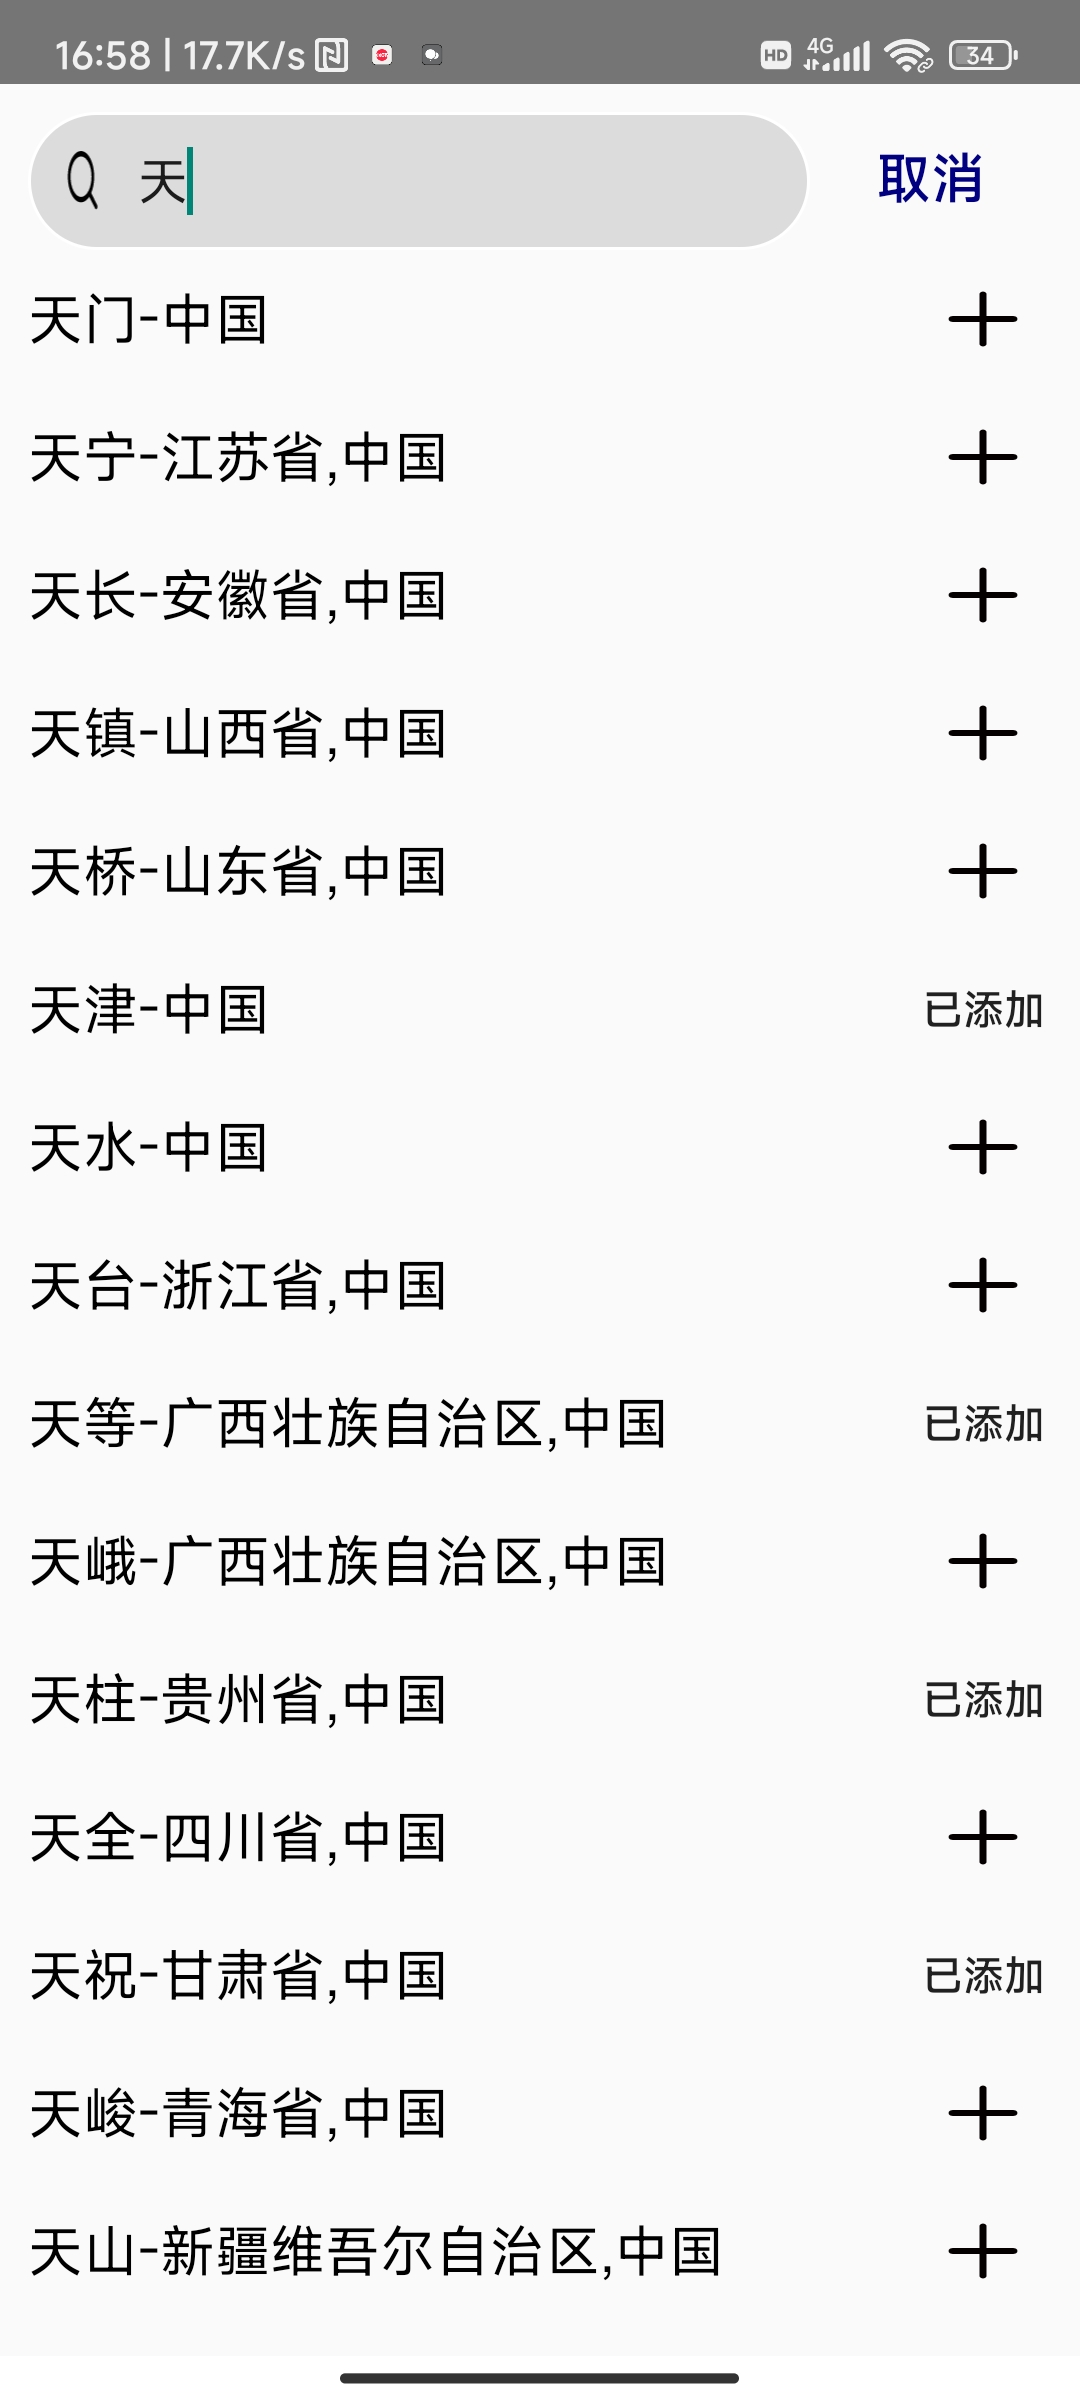 16:58 | 17.7K/s HD 4G 34
天 取消
天门-中国
天宁-江苏省,中国
天长-安徽省,中国
天镇-山西省,中国
天桥-山东省,中国
天津-中国 已添加
天水-中国
天台-浙江省,中国
天等-广西壮族自治区,中国 已添加
天峨-广西壮族自治区,中国
天柱-贵州省,中国 已添加
天全-四川省,中国
天祝-甘肃省,中国 已添加
天峻-青海省,中国
天山-新疆维吾尔自治区,中国